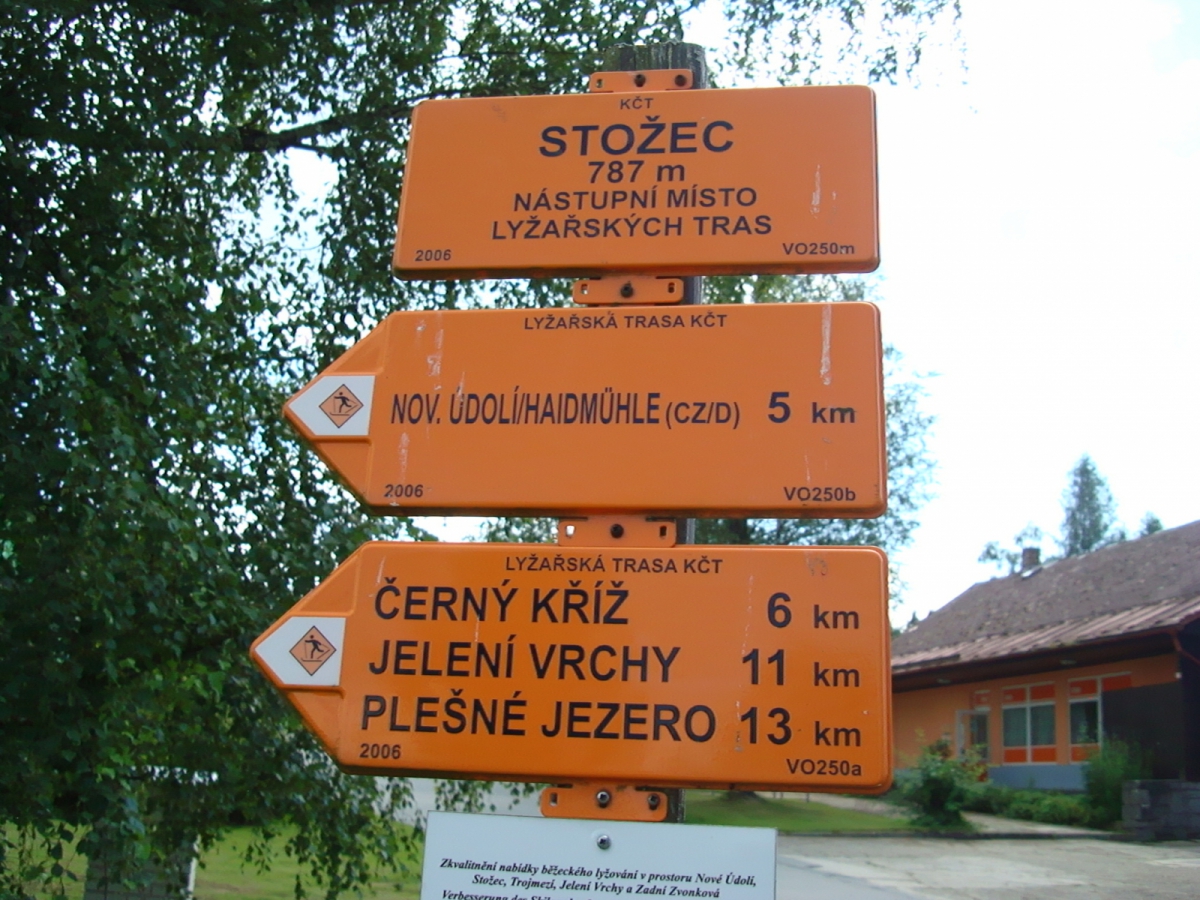 KČT
STOŽEC
787 m
NÁSTUPNÍ MÍSTO
LYŽAŘSKÝCH TRAS
2006 VO250m
LYŽAŘSKÁ TRASA KČT
NOV. ÚDOLÍ/HAIDMÜHLE (CZ/D) 5 km
2006 VO250b
LYŽAŘSKÁ TRASA KČT
ČERNÝ KŘÍŽ 6 km
JELENÍ VRCHY 11 km
PLEŠNÉ JEZERO 13 km
2006 VO250a
Zkvalitnění nabídky běžeckého lyžování v prostoru Nové Údolí,
Stožec, Trojmezí, Jelení Vrchy a Zadní Zvonková
Verbesserung des